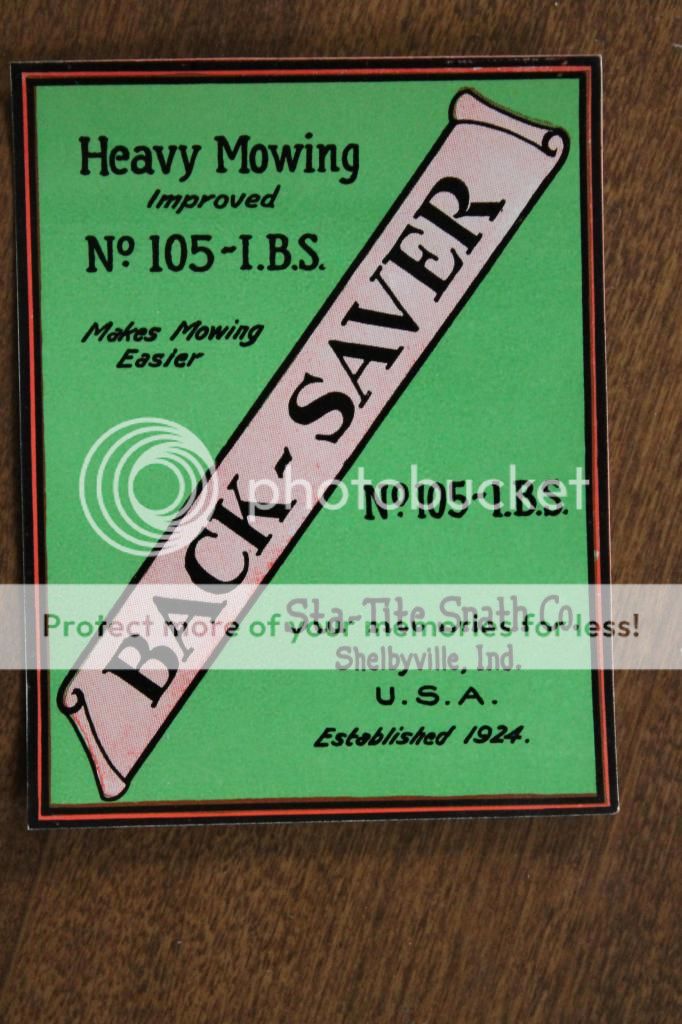 Heavy Mowing
Improved
Nº 105-I.B.S.
Makes Mowing
Easier
BACK-SAVER
photobucket
Nº 105-I.B.S.
Sta-Tite Snath Co.
Protect more of your memories for less!
Shelbyville, Ind.
U.S.A.
Established 1924.